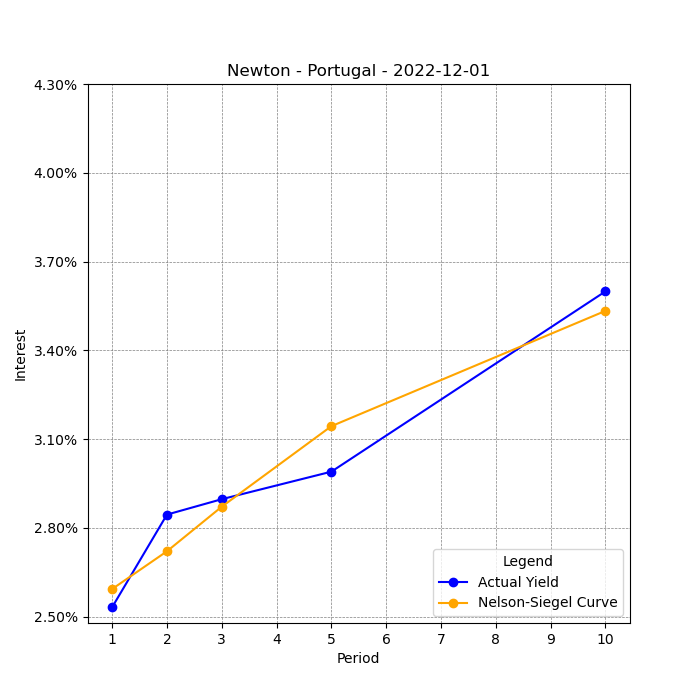 Newton - Portugal - 2022-12-01
4.30%
4.00%
3.70%
3.40%
3.10%
2.80%
2.50%
Interest
1 2 3 4 5 6 7 8 9 10
Period
Legend
Actual Yield
Nelson-Siegel Curve